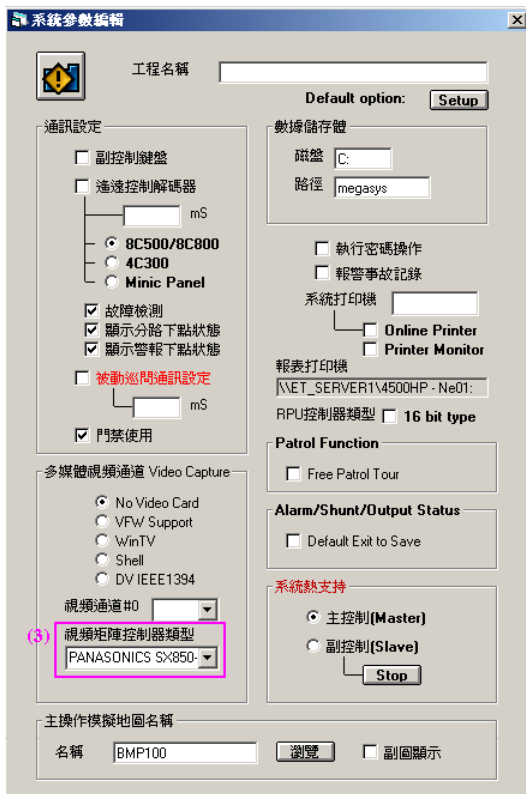 系統參數編輯
工程名稱
Default option: Setup
通訊設定
副控制鍵盤
遙遠控制解碼器
mS
8C500/8C800
4C300
Minic Panel
故障檢測
顯示分路下點狀態
顯示警報下點狀態
被動巡問通訊設定
mS
門禁使用
多媒體視頻通道 Video Capture
No Video Card
VFW Support
WinTV
Shell
DV IEEE1394
視頻通道#0
(3)
視頻矩陣控制器類型
PANASONICS SX850-
數據儲存體
磁盤 C:
路徑 megasys
執行密碼操作
報警事故記錄
系統打印機
Online Printer
Printer Monitor
報表打印機
\\ET_SERVER1\4500HP - Ne01:
RPU控制器類型 16 bit type
Patrol Function
Free Patrol Tour
Alarm/Shunt/Output Status
Default Exit to Save
系統熱支持
主控制(Master)
副控制(Slave)
Stop
主操作模擬地圖名稱
名稱 BMP100 瀏覽 副圖顯示